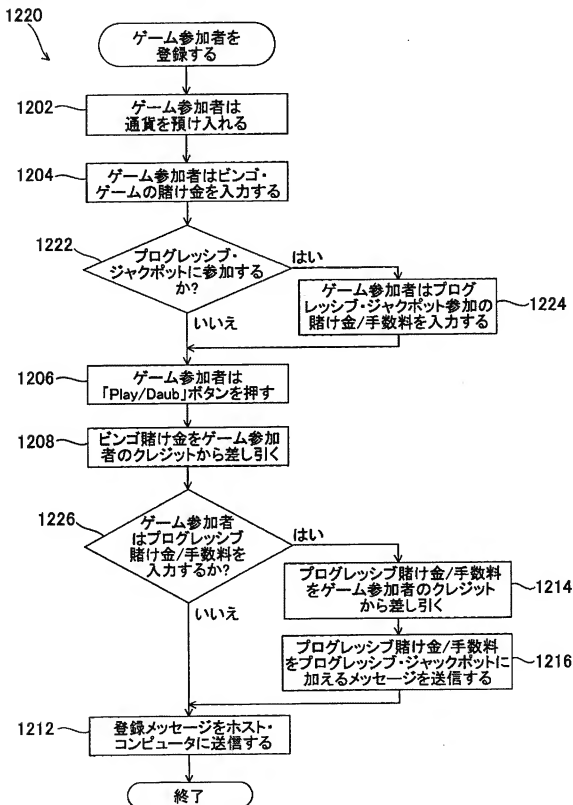 1220
ゲーム参加者を
登録する
1202
ゲーム参加者は
通貨を預け入れる
1204
ゲーム参加者はビンゴ・
ゲームの賭け金を入力する
1222
プログレッシブ・
ジャクポットに参加する
か?
はい
いいえ
ゲーム参加者はプログ
レッシブ・ジャックポット参加の
賭け金/手数料を入力する
1224
1206
ゲーム参加者は
「Play/Daub」ボタンを押す
1208
ビンゴ賭け金をゲーム参加
者のクレジットから差し引く
1226
ゲーム参加者
はプログレッシブ
賭け金/手数料を
入力するか?
はい
いいえ
プログレッシブ賭け金/手数料
をゲーム参加者のクレジット
から差し引く
1214
プログレッシブ賭け金/手数料
をプログレッシブ・ジャックポットに
加えるメッセージを送信する
1216
1212
登録メッセージをホスト・
コンピュータに送信する
終了